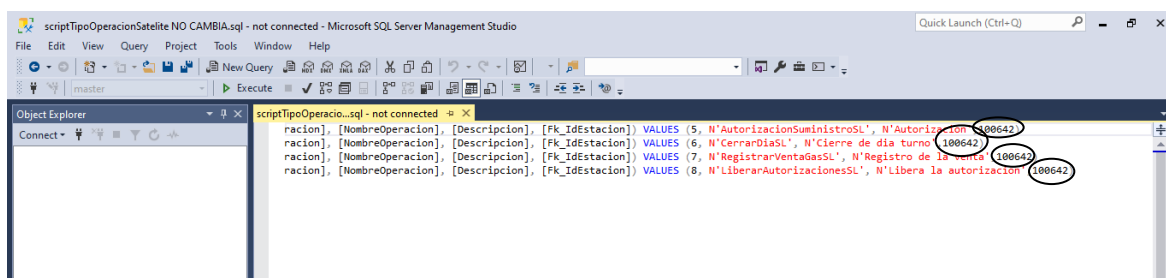 scriptTipoOperacionSatelite NO CAMBIA.sql - not connected - Microsoft SQL Server Management Studio
Quick Launch (Ctrl+Q)
File Edit View Query Project Tools Window Help
New Query
master
Execute
Object Explorer
scriptTipoOperacio...sql - not connected
Connect
racion], [NombreOperacion], [Descripcion], [Fk_IdEstacion]) VALUES (5, N'AutorizacionSuministroSL', N'Autorizacion' 100642)
racion], [NombreOperacion], [Descripcion], [Fk_IdEstacion]) VALUES (6, N'CerrarDiaSL', N'Cierre de dia turno' 100642)
racion], [NombreOperacion], [Descripcion], [Fk_IdEstacion]) VALUES (7, N'RegistrarVentaGasSL', N'Registro de la venta' 100642)
racion], [NombreOperacion], [Descripcion], [Fk_IdEstacion]) VALUES (8, N'LiberarAutorizacionesSL', N'Libera la autorizacion' 100642)